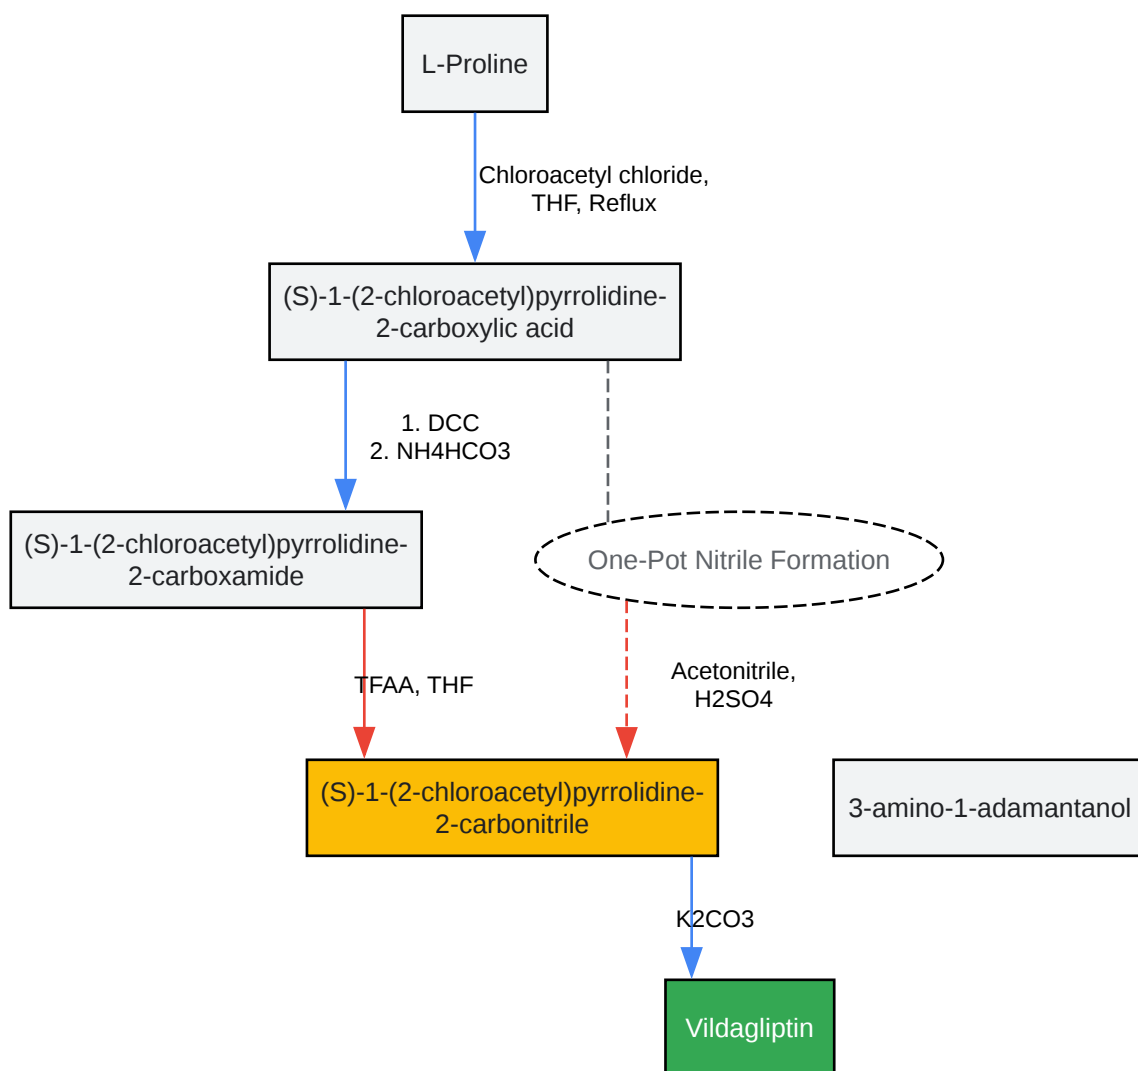 L-Proline
Chloroacetyl chloride,
THF, Reflux
(S)-1-(2-chloroacetyl)pyrrolidine-
2-carboxylic acid
1. DCC
2. NH4HCO3
(S)-1-(2-chloroacetyl)pyrrolidine-
2-carboxamide
One-Pot Nitrile Formation
TFAA, THF
Acetonitrile,
H2SO4
(S)-1-(2-chloroacetyl)pyrrolidine-
2-carbonitrile
3-amino-1-adamantanol
K2CO3
Vildagliptin